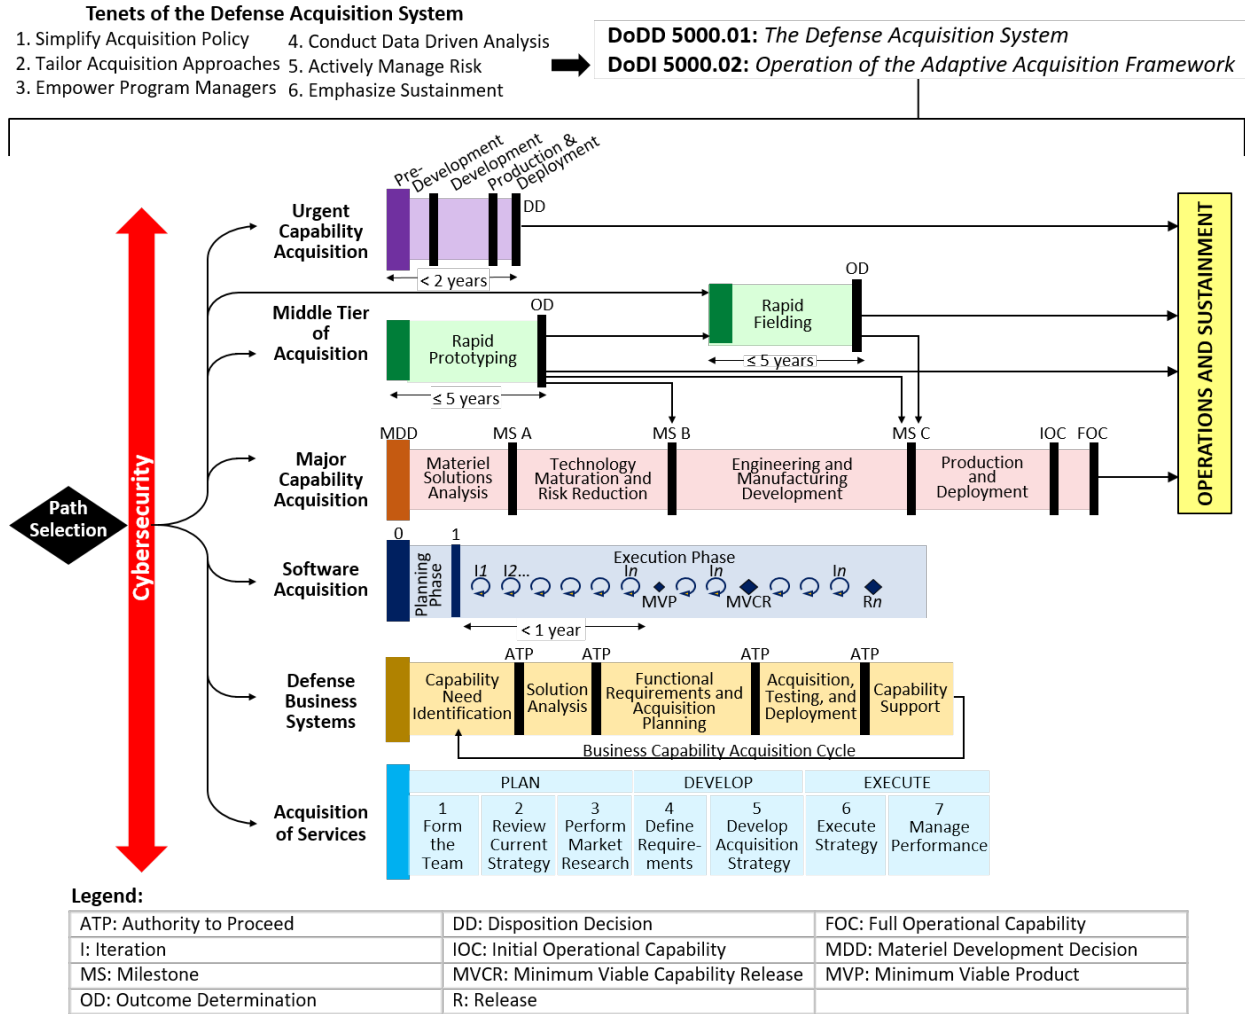 Tenets of the Defense Acquisition System
1. Simplify Acquisition Policy
2. Tailor Acquisition Approaches
3. Empower Program Managers
4. Conduct Data Driven Analysis
5. Actively Manage Risk
6. Emphasize Sustainment
DoDD 5000.01: The Defense Acquisition System
DoDI 5000.02: Operation of the Adaptive Acquisition Framework
Path
Selection
Cybersecurity
Urgent
Capability
Acquisition
Pre-
Development
Development
Production &
Deployment
DD
< 2 years
Middle Tier
of
Acquisition
Rapid
Prototyping
OD
≤ 5 years
Rapid
Fielding
OD
≤ 5 years
Major
Capability
Acquisition
MDD
MS A
MS B
MS C
IOC
FOC
Materiel
Solutions
Analysis
Technology
Maturation and
Risk Reduction
Engineering and
Manufacturing
Development
Production
and
Deployment
OPERATIONS AND SUSTAINMENT
Software
Acquisition
0
1
Planning
Phase
Execution Phase
I1
I2...
In
In
In
MVP
MVCR
Rn
< 1 year
Defense
Business
Systems
ATP
ATP
ATP
ATP
Capability
Need
Identification
Solution
Analysis
Functional
Requirements and
Acquisition
Planning
Acquisition,
Testing, and
Deployment
Capability
Support
Business Capability Acquisition Cycle
Acquisition
of Services
PLAN
DEVELOP
EXECUTE
1
Form
the
Team
2
Review
Current
Strategy
3
Perform
Market
Research
4
Define
Require-
ments
5
Develop
Acquisition
Strategy
6
Execute
Strategy
7
Manage
Performance
Legend:
ATP: Authority to Proceed
DD: Disposition Decision
FOC: Full Operational Capability
I: Iteration
IOC: Initial Operational Capability
MDD: Materiel Development Decision
MS: Milestone
MVCR: Minimum Viable Capability Release
MVP: Minimum Viable Product
OD: Outcome Determination
R: Release